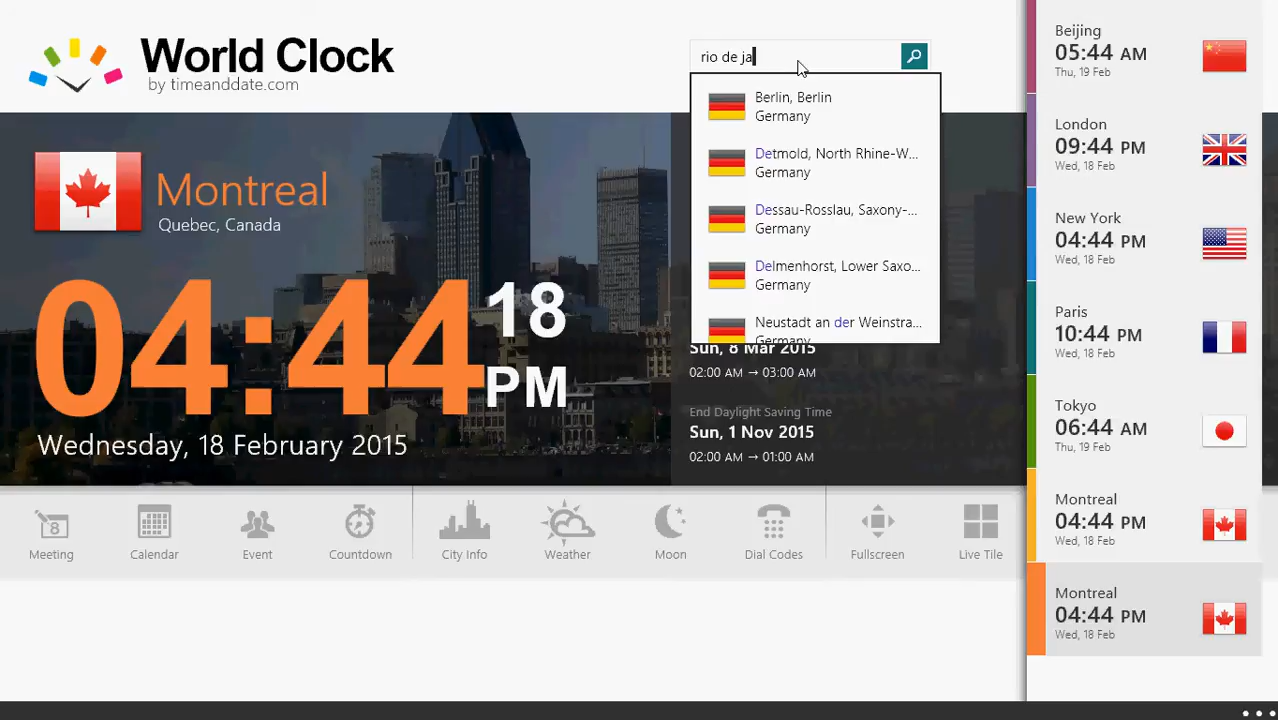 World Clock
by timeanddate.com
rio de ja
Berlin, Berlin
Germany
Detmold, North Rhine-W...
Germany
Dessau-Rosslau, Saxony-...
Germany
Delmenhorst, Lower Saxo...
Germany
Neustadt an der Weinstra...
Germany
Montreal
Quebec, Canada
04:44
18
PM
Wednesday, 18 February 2015
Sun, 8 Mar 2015
02:00 AM → 03:00 AM
End Daylight Saving Time
Sun, 1 Nov 2015
02:00 AM → 01:00 AM
Meeting
Calendar
Event
Countdown
City Info
Weather
Moon
Dial Codes
Fullscreen
Live Tile
Beijing
05:44 AM
Thu, 19 Feb
London
09:44 PM
Wed, 18 Feb
New York
04:44 PM
Wed, 18 Feb
Paris
10:44 PM
Wed, 18 Feb
Tokyo
06:44 AM
Thu, 19 Feb
Montreal
04:44 PM
Wed, 18 Feb
Montreal
04:44 PM
Wed, 18 Feb